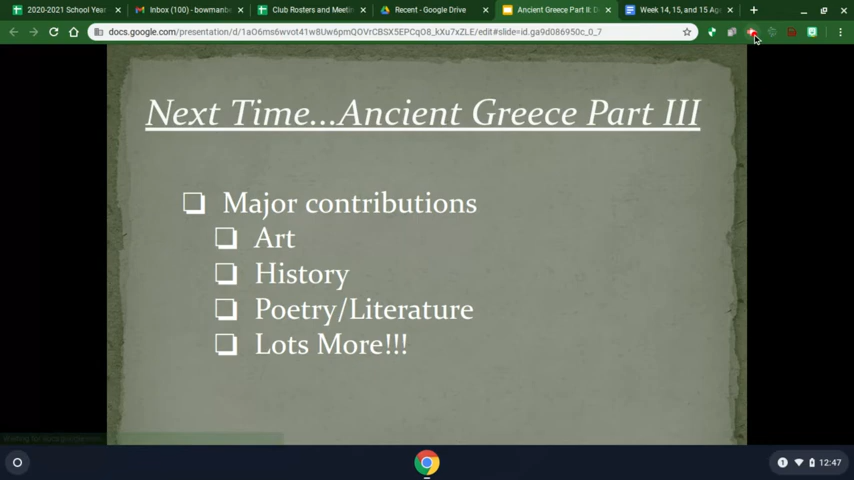 2020-2021 School Year
Inbox (100) - bowmanb
Club Rosters and Meeti
Recent - Google Drive
Ancient Greece Part II: D
Week 14, 15, and 15 Ag
docs.google.com/presentation/d/1aO6ms6wvot41w8Uw6pmQOVrCBSX5EPCqO8_kXu7xZLE/edit#slide=id.ga9d086950c_0_7
Next Time...Ancient Greece Part III
❑ Major contributions
❑ Art
❑ History
❑ Poetry/Literature
❑ Lots More!!!
1
12:47